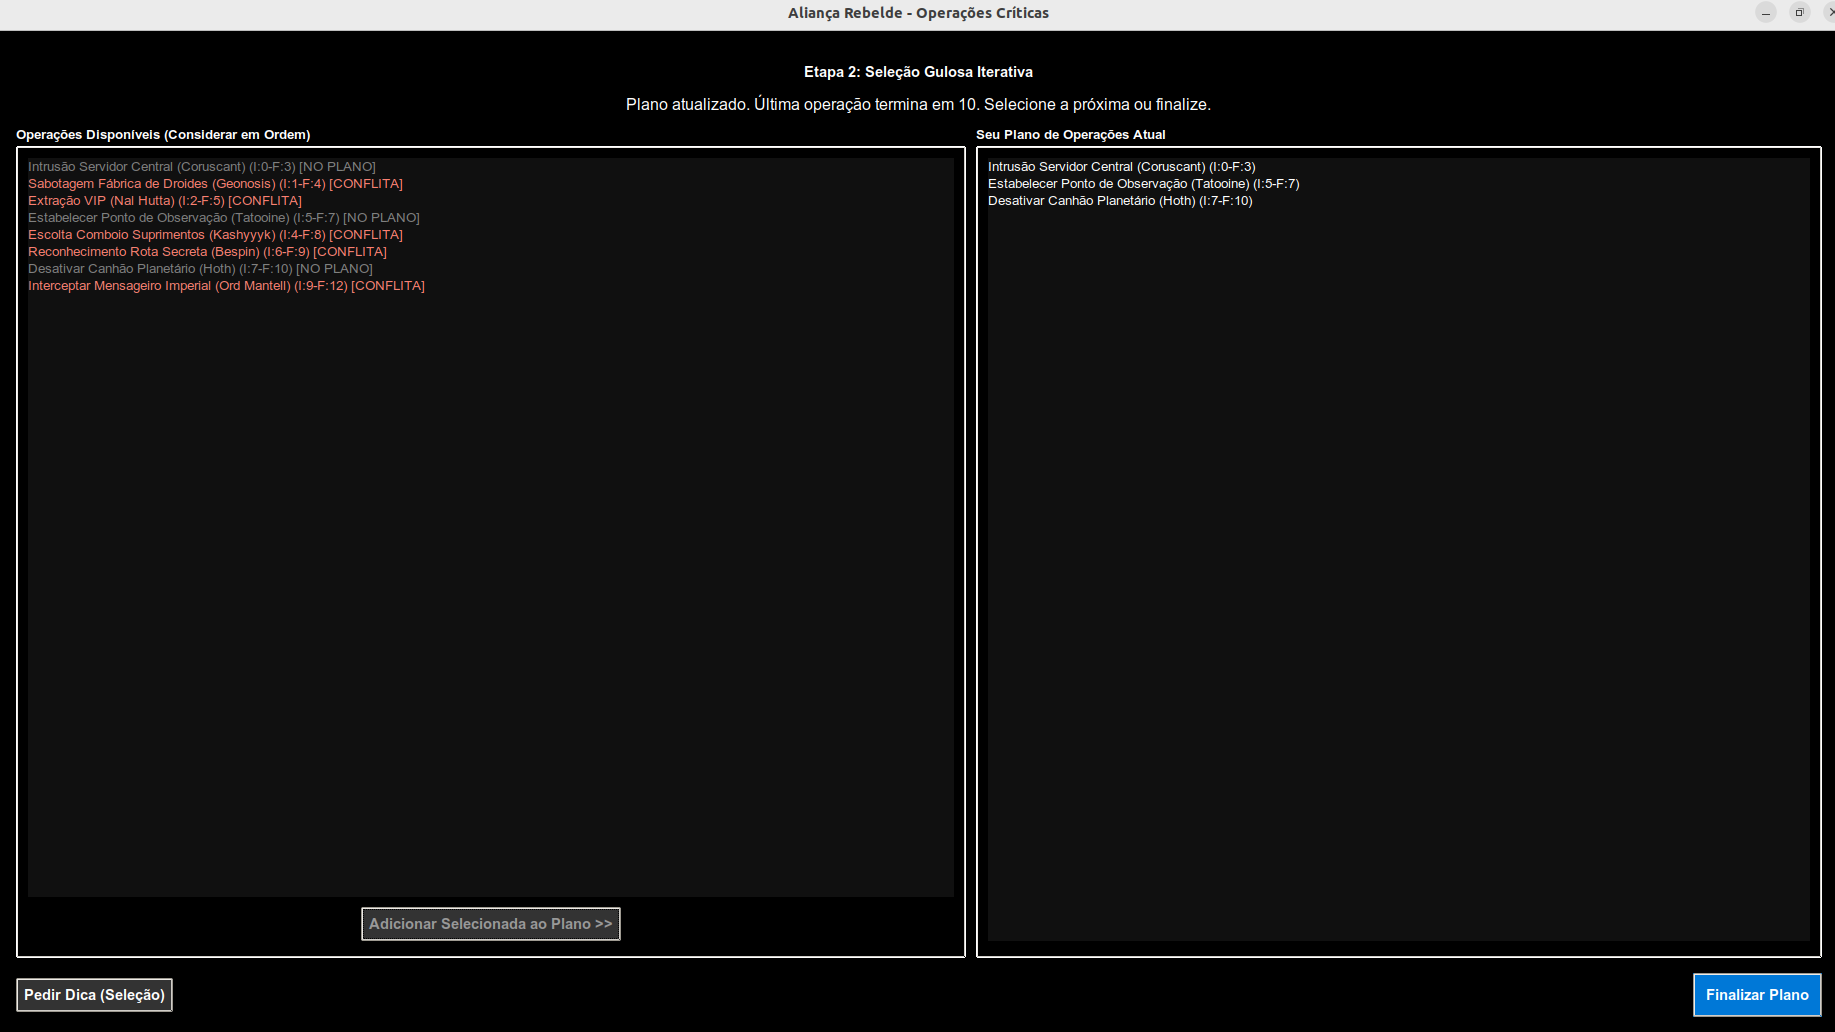 Aliança Rebelde - Operações Críticas
Etapa 2: Seleção Gulosa Iterativa
Plano atualizado. Última operação termina em 10. Selecione a próxima ou finalize.
Operações Disponíveis (Considerar em Ordem)
Intrusão Servidor Central (Coruscant) (I:0-F:3) [NO PLANO]
Sabotagem Fábrica de Droides (Geonosis) (I:1-F:4) [CONFLITA]
Extração VIP (Nal Hutta) (I:2-F:5) [CONFLITA]
Estabelecer Ponto de Observação (Tatooine) (I:5-F:7) [NO PLANO]
Escolta Comboio Suprimentos (Kashyyyk) (I:4-F:8) [CONFLITA]
Reconhecimento Rota Secreta (Bespin) (I:6-F:9) [CONFLITA]
Desativar Canhão Planetário (Hoth) (I:7-F:10) [NO PLANO]
Interceptar Mensageiro Imperial (Ord Mantell) (I:9-F:12) [CONFLITA]
Adicionar Selecionada ao Plano >>
Seu Plano de Operações Atual
Intrusão Servidor Central (Coruscant) (I:0-F:3)
Estabelecer Ponto de Observação (Tatooine) (I:5-F:7)
Desativar Canhão Planetário (Hoth) (I:7-F:10)
Pedir Dica (Seleção)
Finalizar Plano